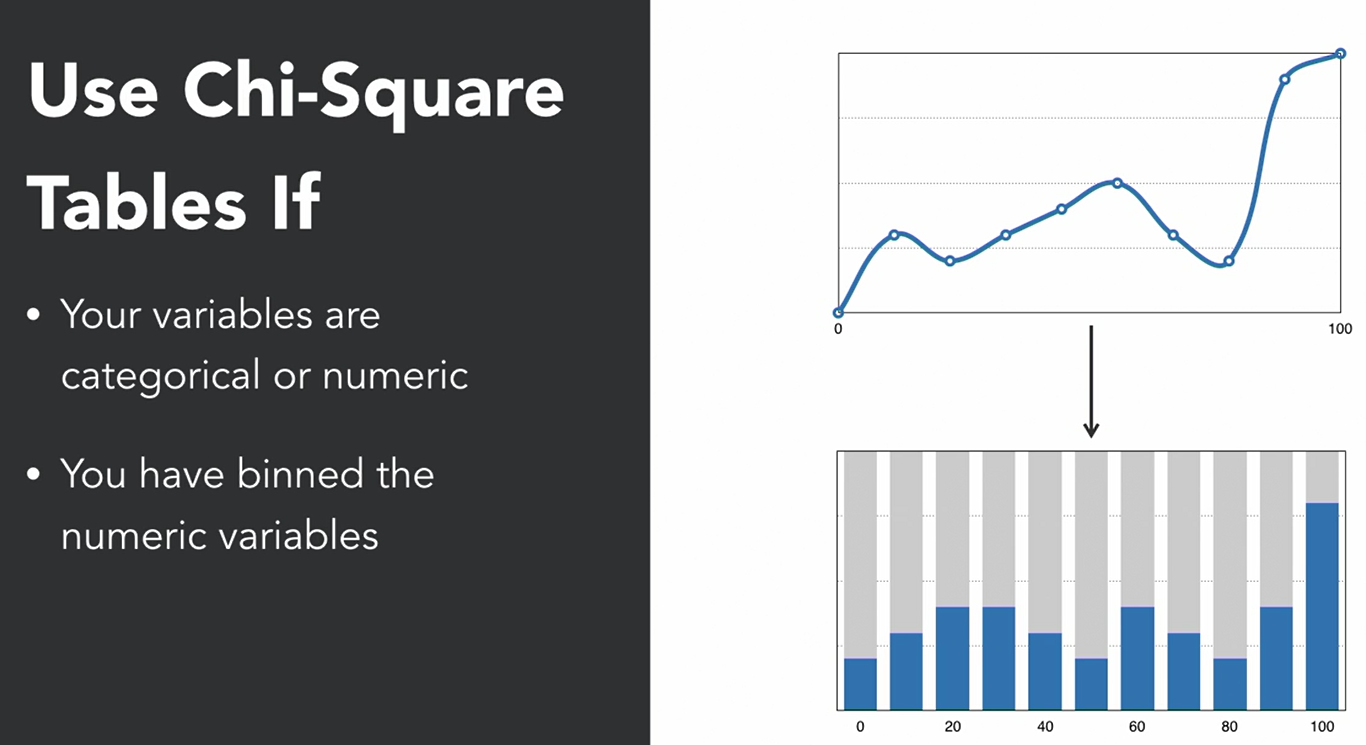 Use Chi-Square
Tables If
• Your variables are
categorical or numeric
• You have binned the
numeric variables
0 100
0 20 40 60 80 100